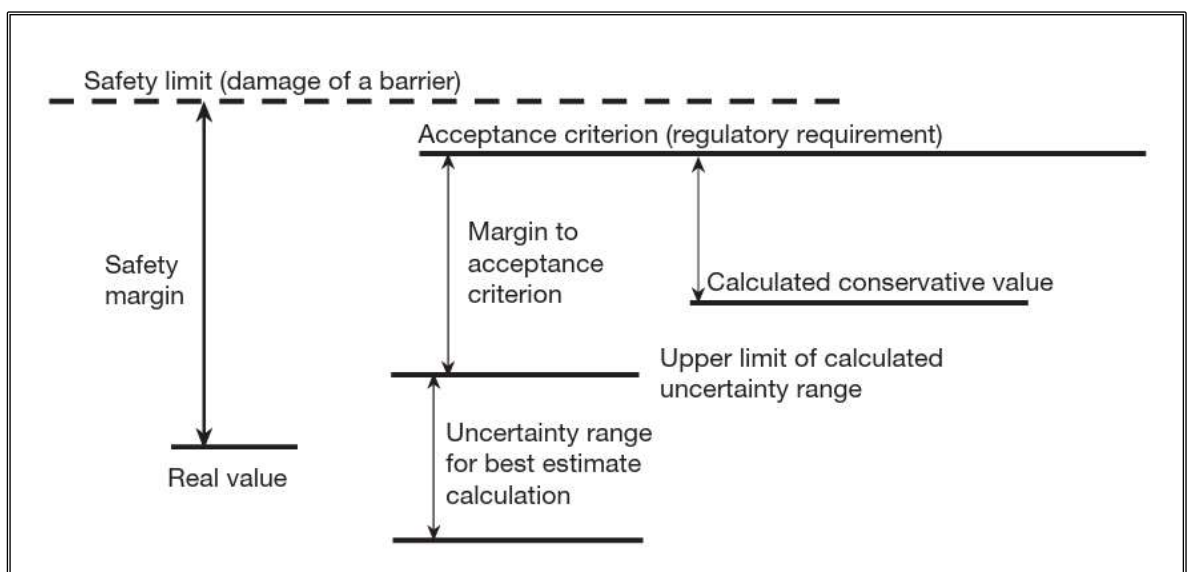 Safety limit (damage of a barrier)
Acceptance criterion (regulatory requirement)
Safety
margin
Margin to
acceptance
criterion
Calculated conservative value
Upper limit of calculated
uncertainty range
Real value
Uncertainty range
for best estimate
calculation